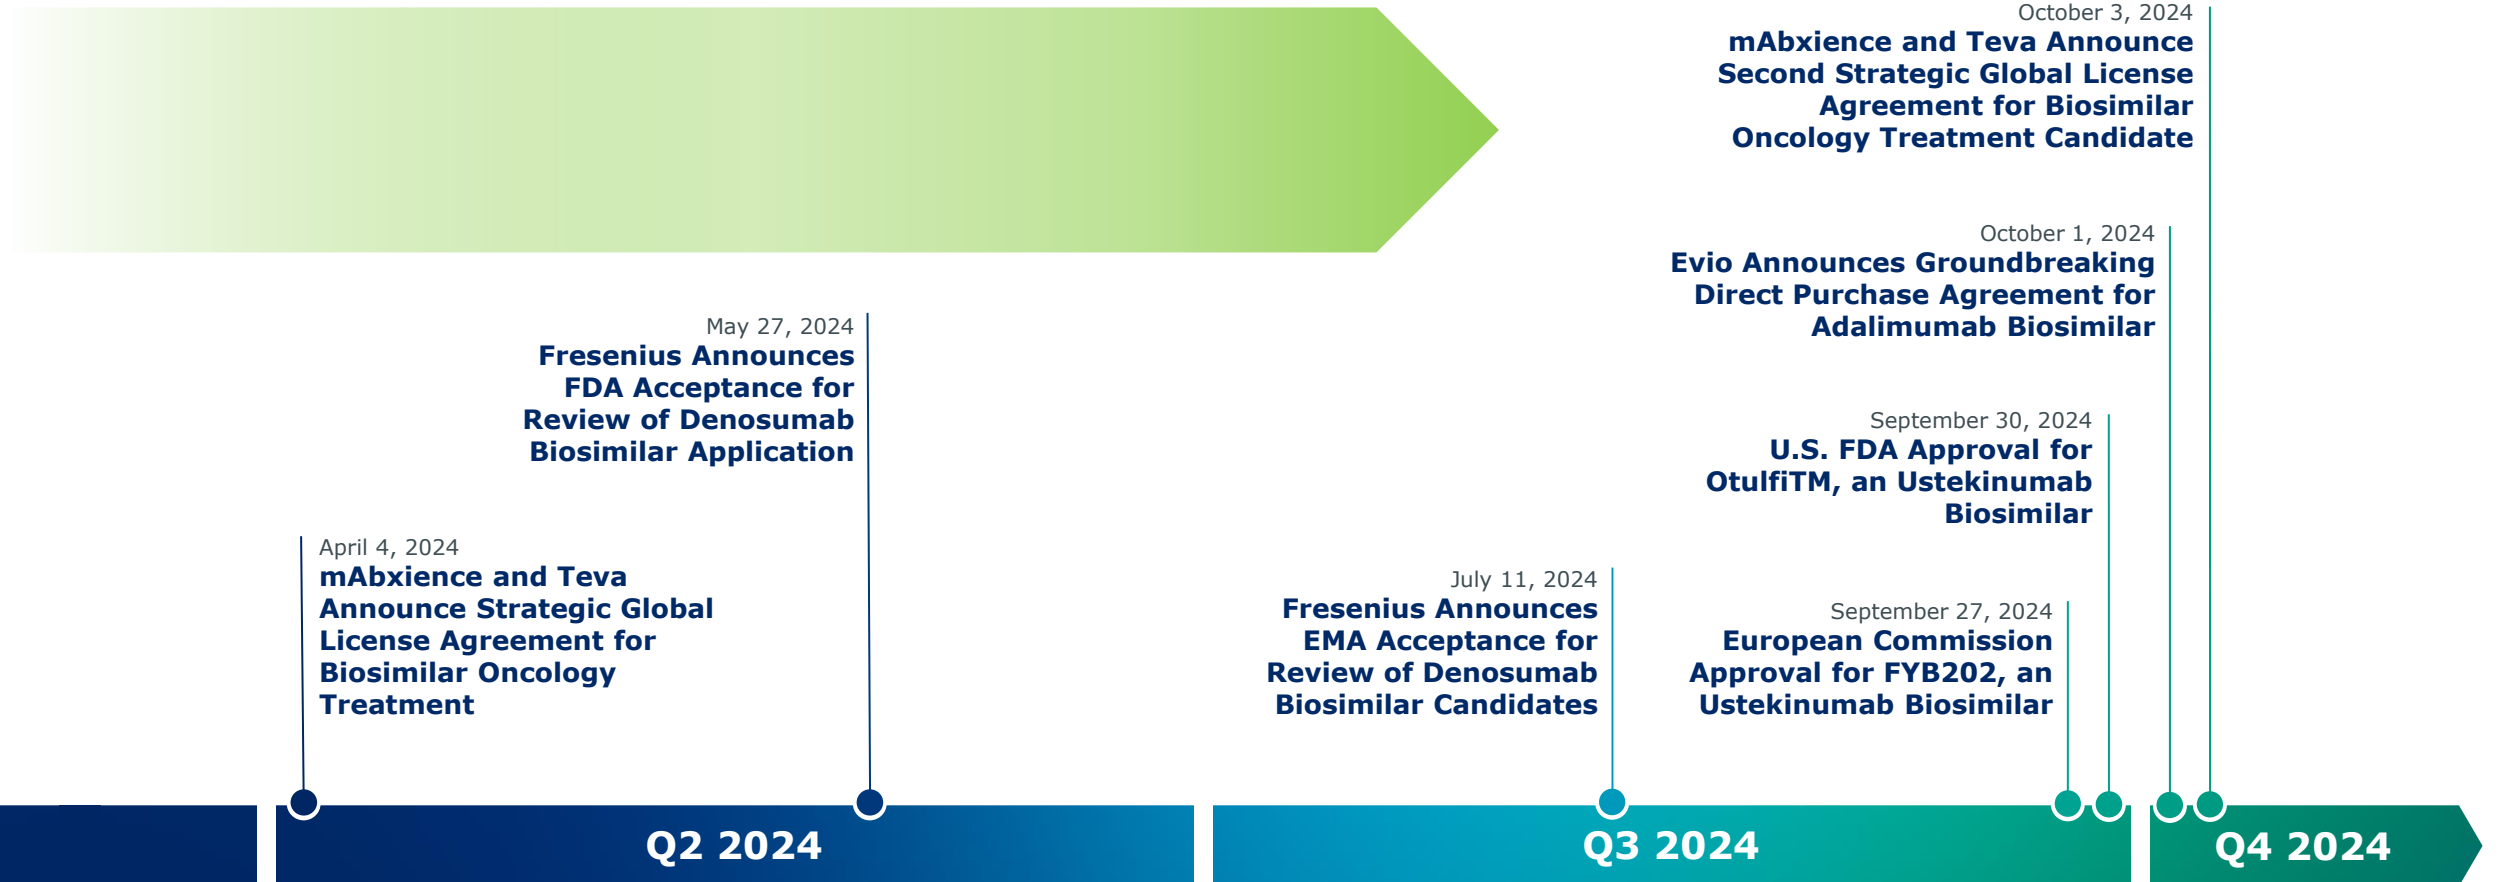 October 3, 2024
mAbxience and Teva Announce
Second Strategic Global License
Agreement for Biosimilar
Oncology Treatment Candidate
October 1, 2024
Evio Announces Groundbreaking
Direct Purchase Agreement for
Adalimumab Biosimilar
May 27, 2024
Fresenius Announces
FDA Acceptance for
Review of Denosumab
Biosimilar Application
September 30, 2024
U.S. FDA Approval for
OtulfiTM, an Ustekinumab
Biosimilar
April 4, 2024
mAbxience and Teva
Announce Strategic Global
License Agreement for
Biosimilar Oncology
Treatment
July 11, 2024
Fresenius Announces
EMA Acceptance for
Review of Denosumab
Biosimilar Candidates
September 27, 2024
European Commission
Approval for FYB202, an
Ustekinumab Biosimilar
Q2 2024
Q3 2024
Q4 2024